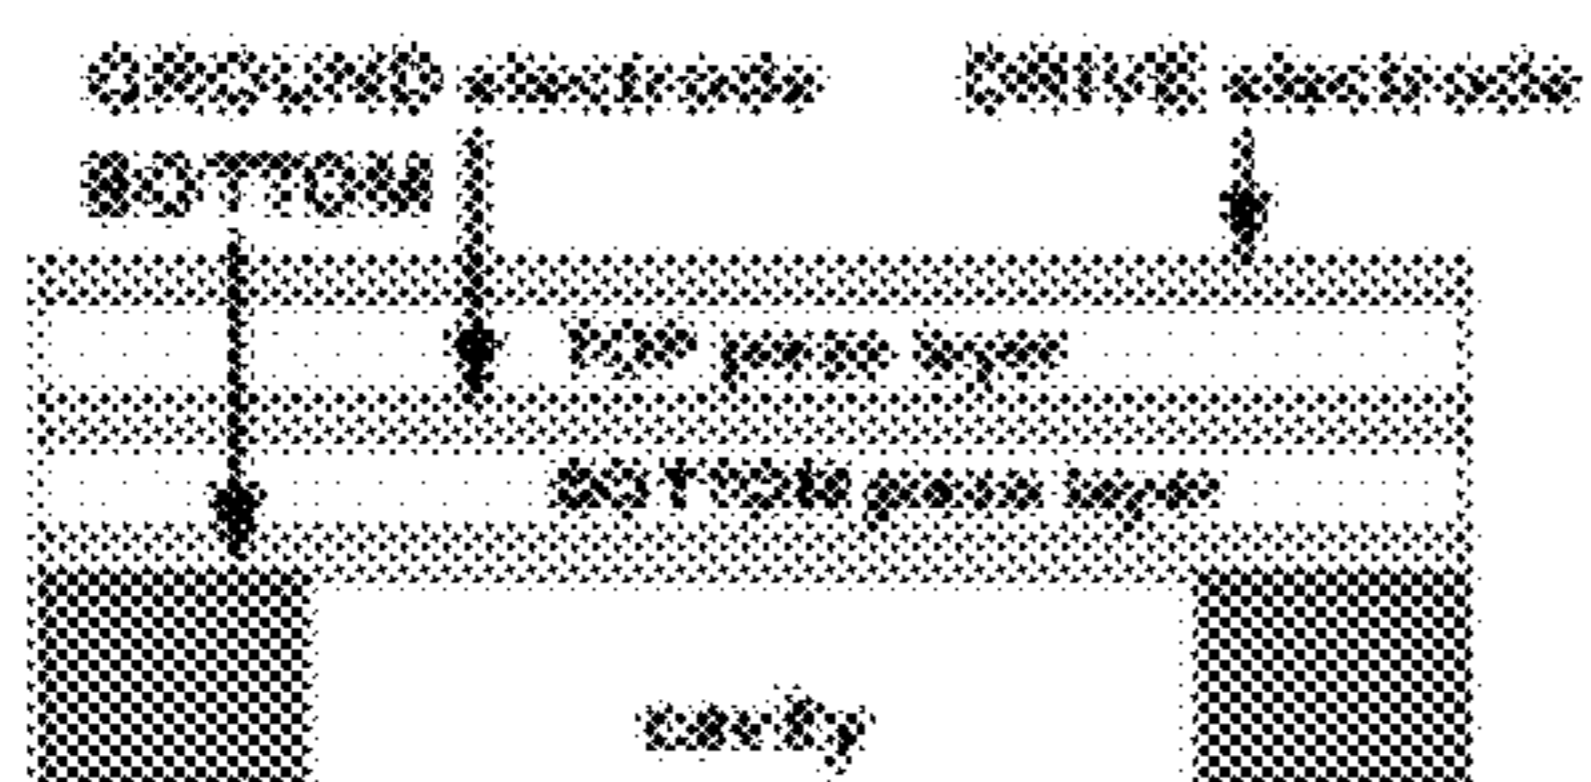 GROUND electrode
DRIVE electrode
BOTTOM
TOP piezo layer
BOTTOM piezo layer
cavity